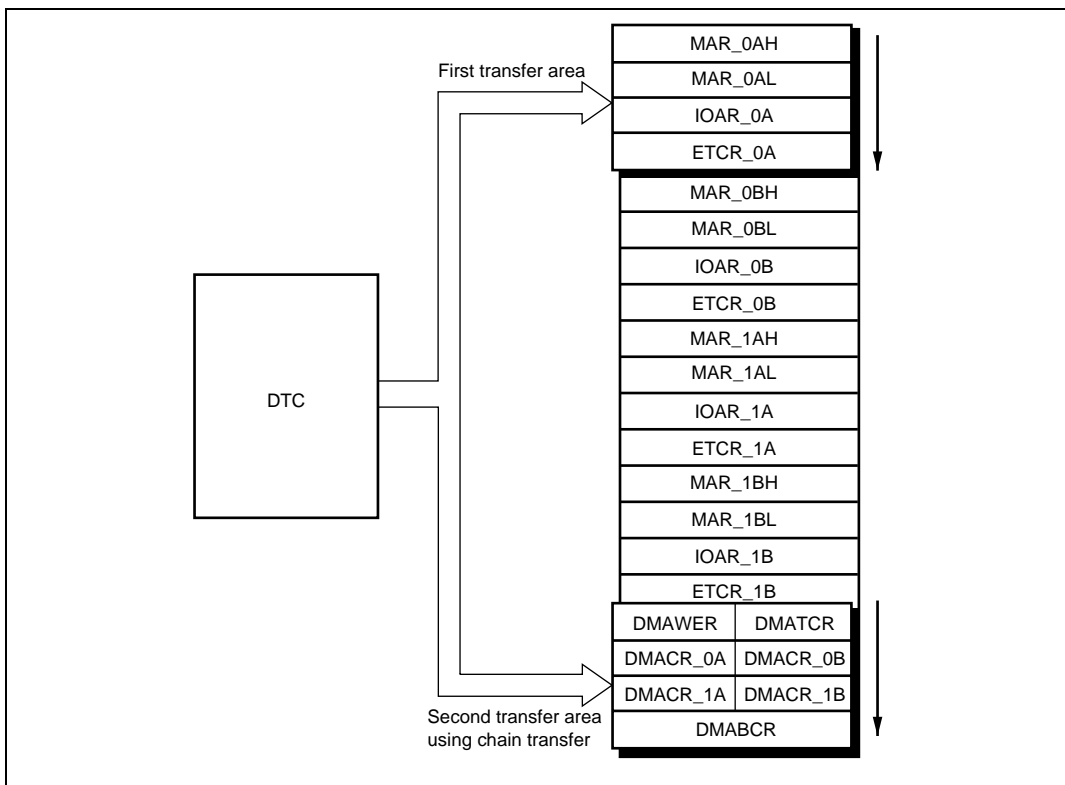 MAR_0AH
First transfer area
MAR_0AL
IOAR_0A
ETCR_0A
MAR_0BH
MAR_0BL
IOAR_0B
ETCR_0B
MAR_1AH
MAR_1AL
DTC
IOAR_1A
ETCR_1A
MAR_1BH
MAR_1BL
IOAR_1B
ETCR_1B
DMAWER DMATCR
DMACR_0A DMACR_0B
DMACR_1A DMACR_1B
Second transfer area
using chain transfer
DMABCR